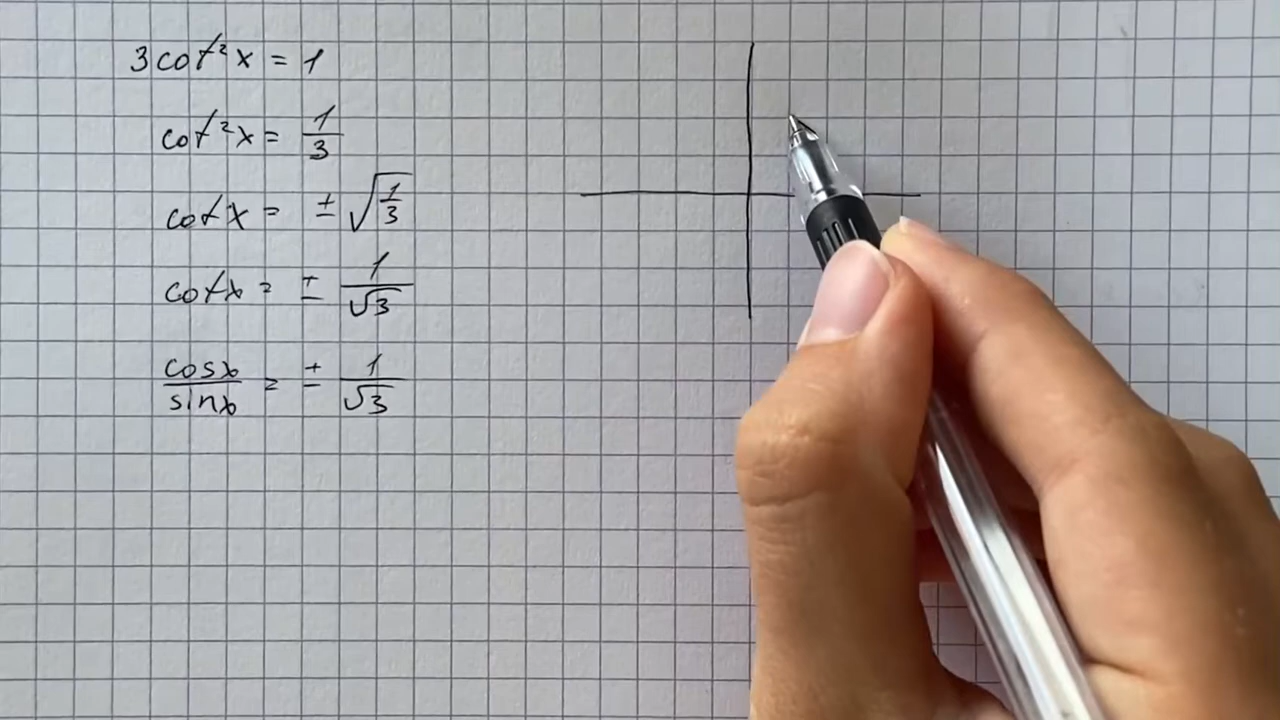 3cot²x = 1
cot²x = 1/3
cotx = ± √(1/3)
cotx = ± 1/√3
cosx/sinx = ± 1/√3